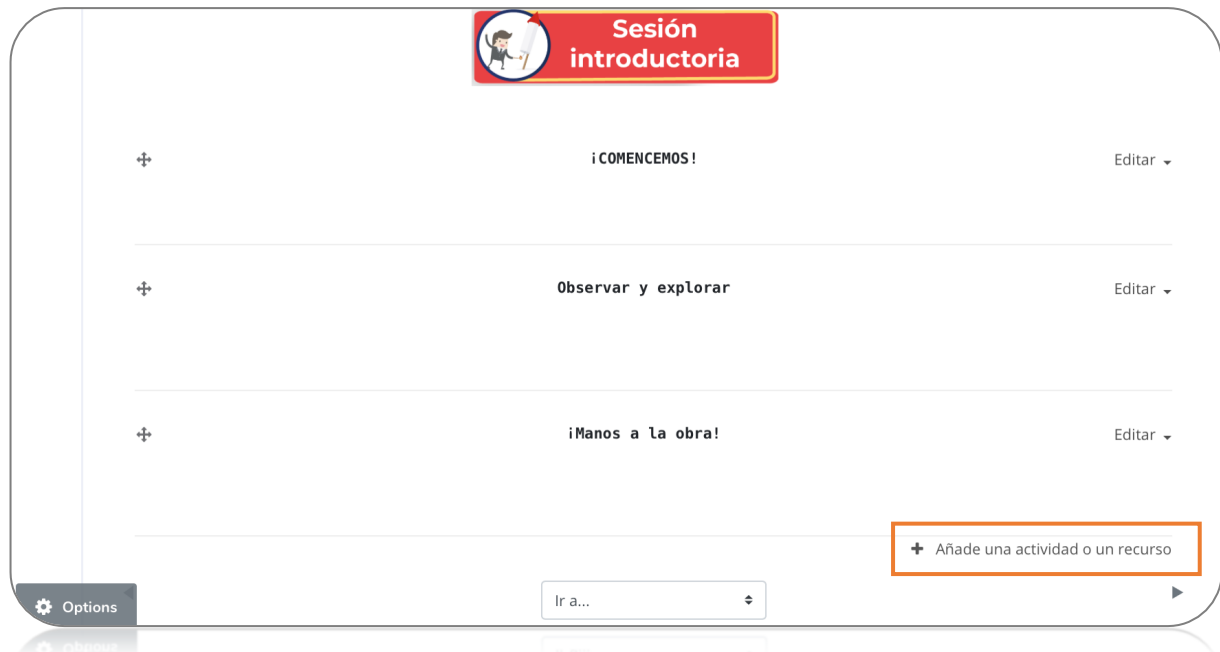 Sesión
introductoria
¡COMENCEMOS! Editar
Observar y explorar Editar
¡Manos a la obra! Editar
Añade una actividad o un recurso
Options
Ir a...